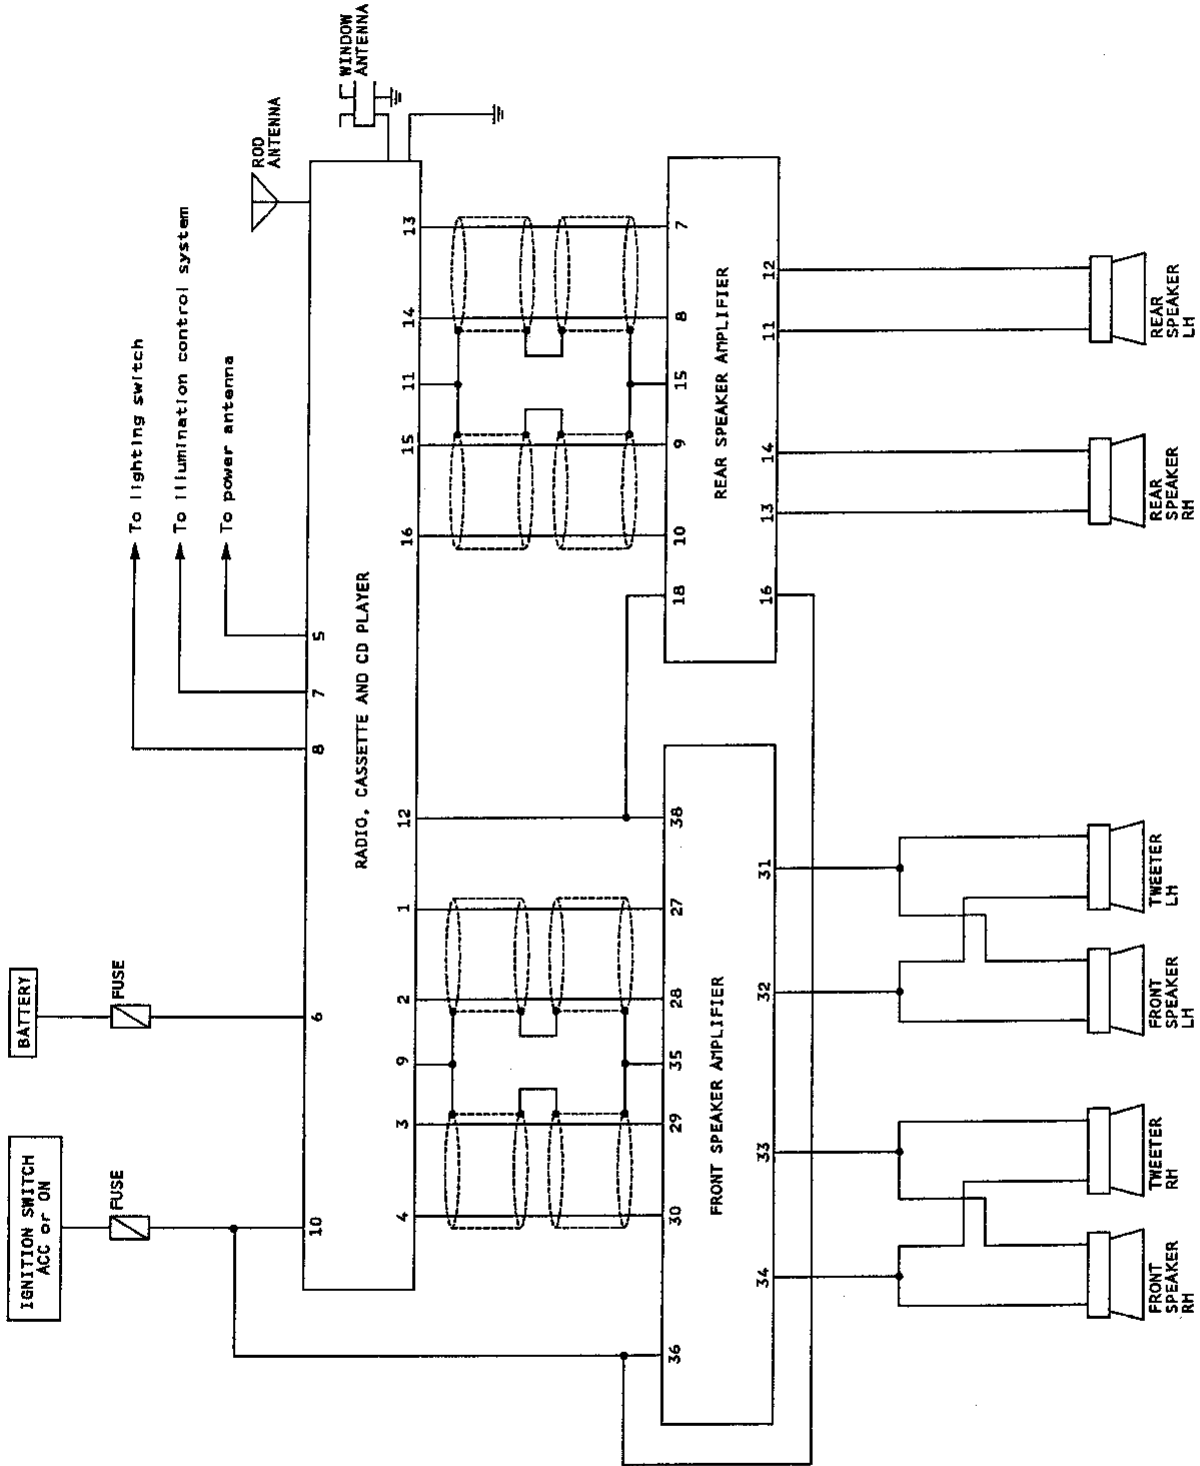 IGNITION SWITCH
ACC or ON
BATTERY
FUSE
FUSE
To lighting switch
To illumination control system
To power antenna
ROD
ANTENNA
WINDOW
ANTENNA
10
6
8
7
5
RADIO, CASSETTE AND CD PLAYER
4
3
9
2
1
12
16
15
11
14
13
36
30
29
35
28
27
38
18
10
9
15
8
7
FRONT SPEAKER AMPLIFIER
REAR SPEAKER AMPLIFIER
34
33
32
31
16
13
14
11
12
FRONT
SPEAKER
RH
TWEETER
RH
FRONT
SPEAKER
LH
TWEETER
LH
REAR
SPEAKER
RH
REAR
SPEAKER
LH